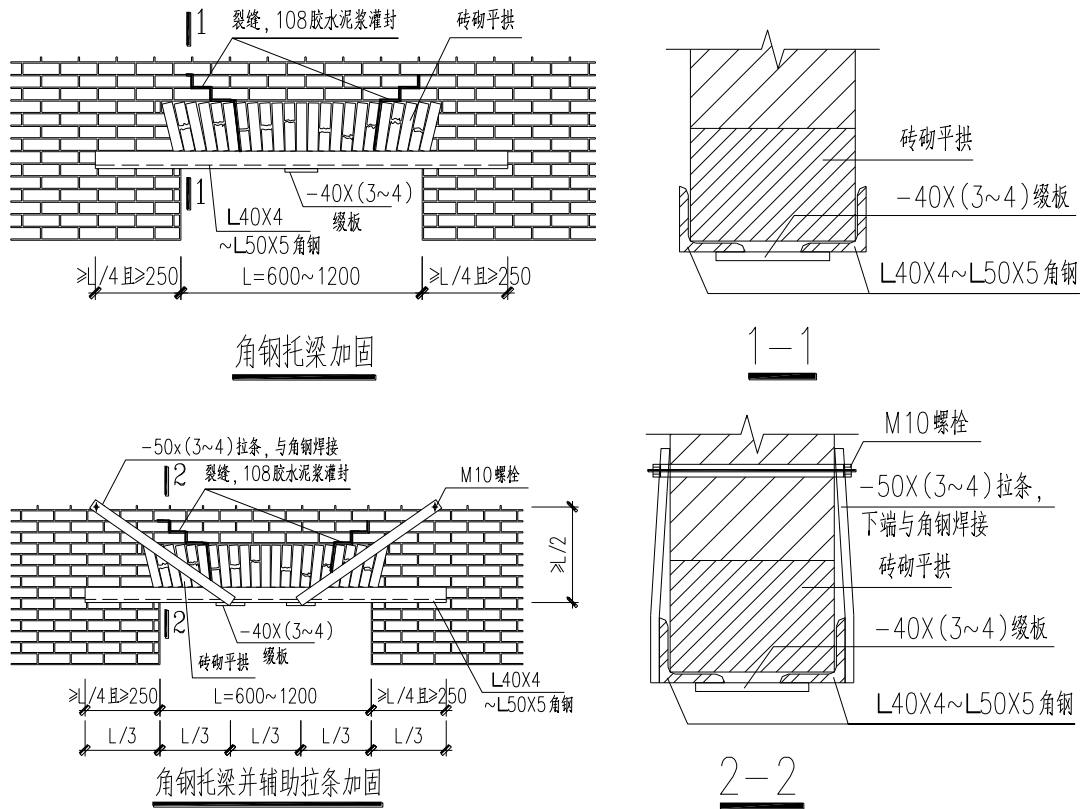 1
裂缝,108胶水泥浆灌封
砖砌平拱
1
-40X(3~4)
缀板
L40X4
~L50X5角钢
≥L/4且≥250
L=600~1200
≥L/4且≥250
角钢托梁加固
砖砌平拱
-40X(3~4)缀板
L40X4~L50X5角钢
1-1
-50x(3~4)拉条,与角钢焊接
2
裂缝,108胶水泥浆灌封
M10螺栓
≥L/2
2
-40X(3~4)
缀板
砖砌平拱
L40X4
~L50X5角钢
≥L/4且≥250
L=600~1200
≥L/4且≥250
L/3
L/3
L/3
L/3
L/3
角钢托梁并辅助拉条加固
M10螺栓
-50X(3~4)拉条,
下端与角钢焊接
砖砌平拱
-40X(3~4)缀板
L40X4~L50X5角钢
2-2